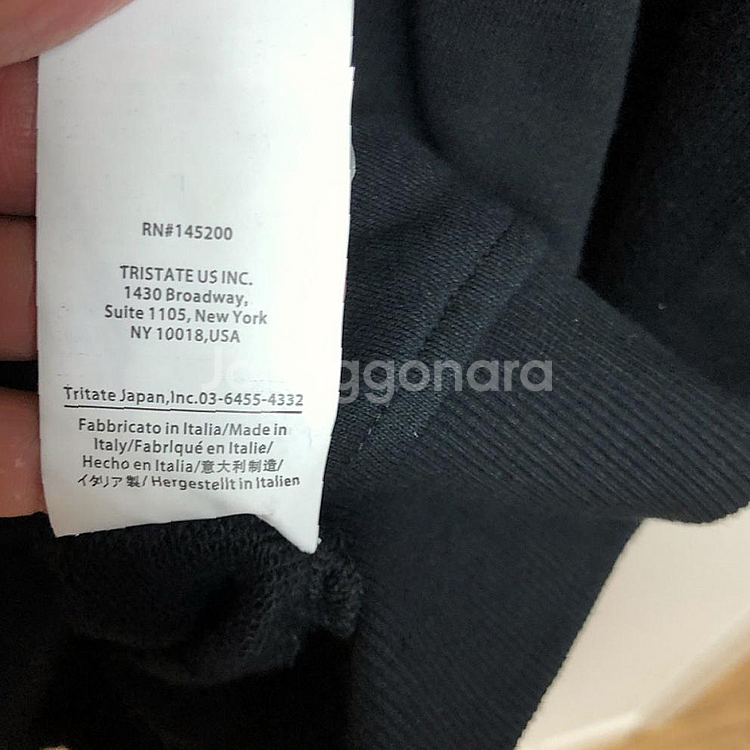 RN#145200
TRISTATE US INC.
1430 Broadway,
Suite 1105, New York
NY 10018,USA
Tritate Japan,Inc.03-6455-4332
Fabbricato in Italia/Made in
Italy/Fabrlqué en Italie/
Hecho en Italia/意大利制造/
イタリア製/Hergestellt in Italien